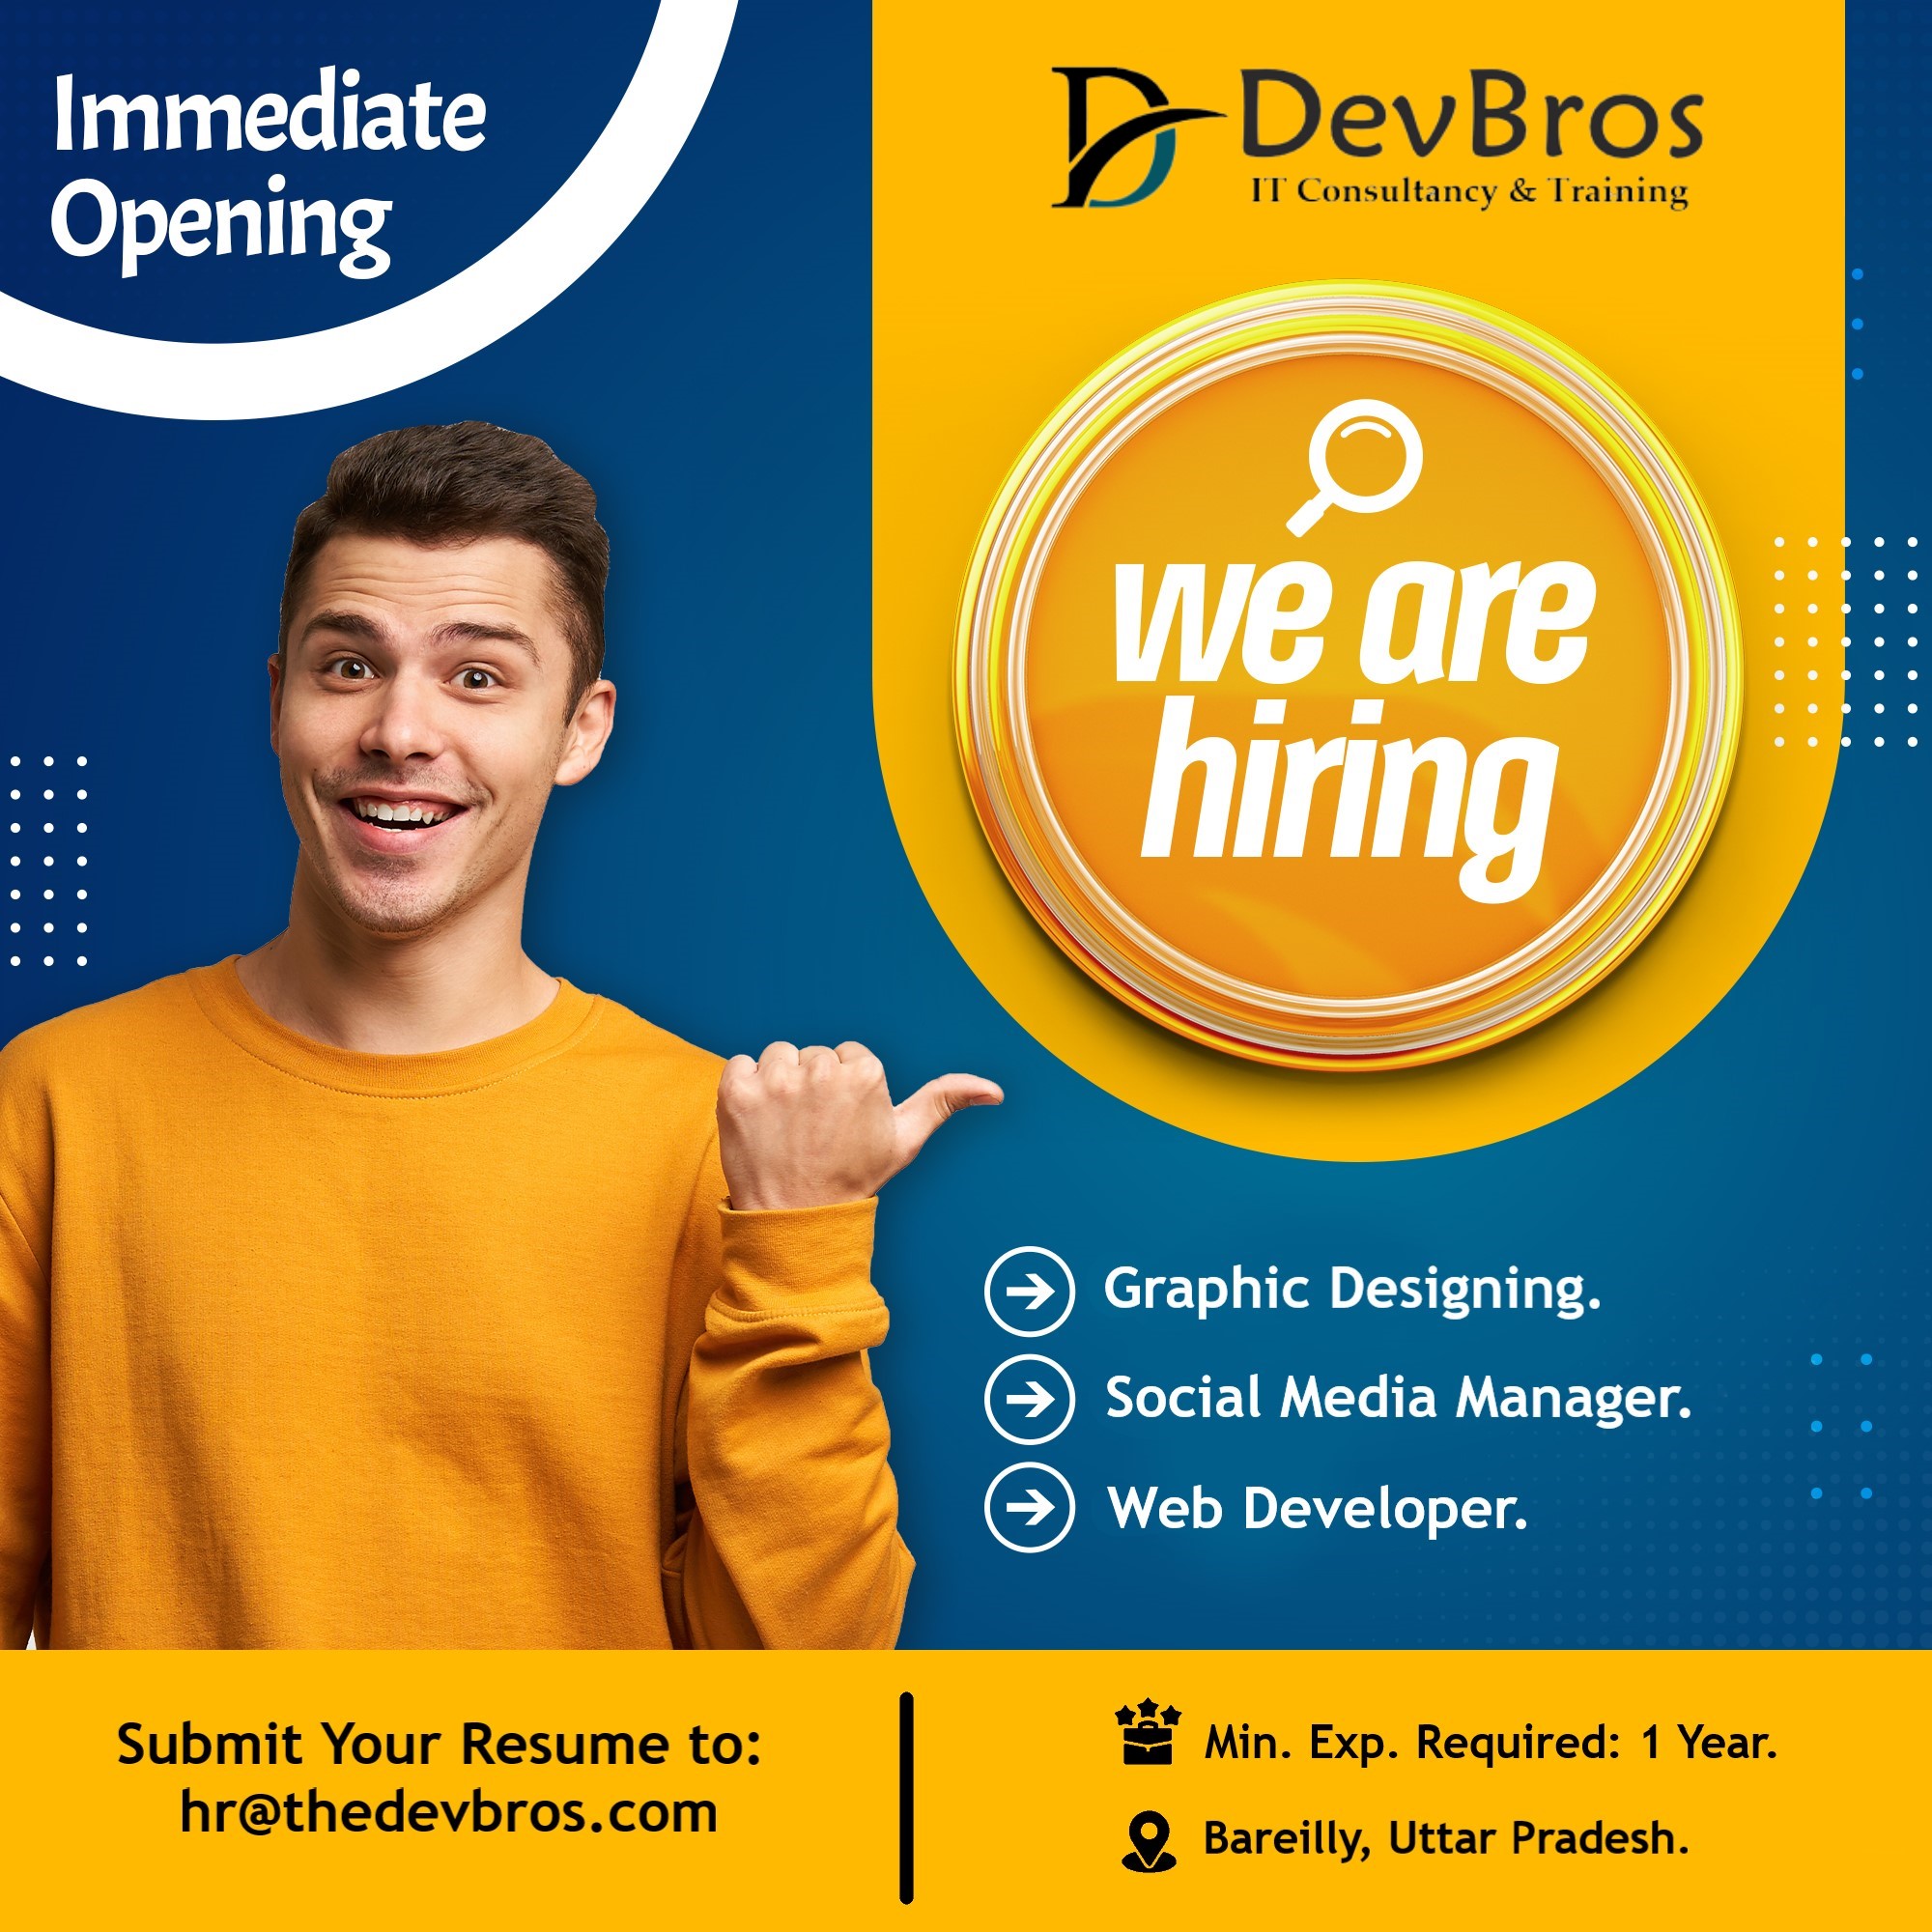 Immediate
Opening
DevBros
IT Consultancy & Training
we are
hiring
Graphic Designing.
Social Media Manager.
Web Developer.
Submit Your Resume to:
hr@thedevbros.com
Min. Exp. Required: 1 Year.
Bareilly, Uttar Pradesh.